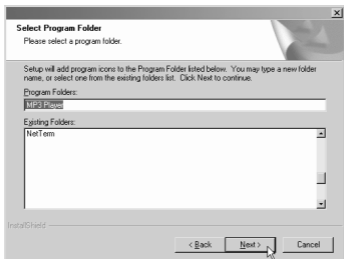 Select Program Folder
Please select a program folder.
Setup will add program icons to the Program Folder listed below. You may type a new folder
name, or select one from the existing folders list. Click Next to continue.
Program Folders:
MP3 Player
Existing Folders:
NetTerm
InstallShield
< Back
Next >
Cancel